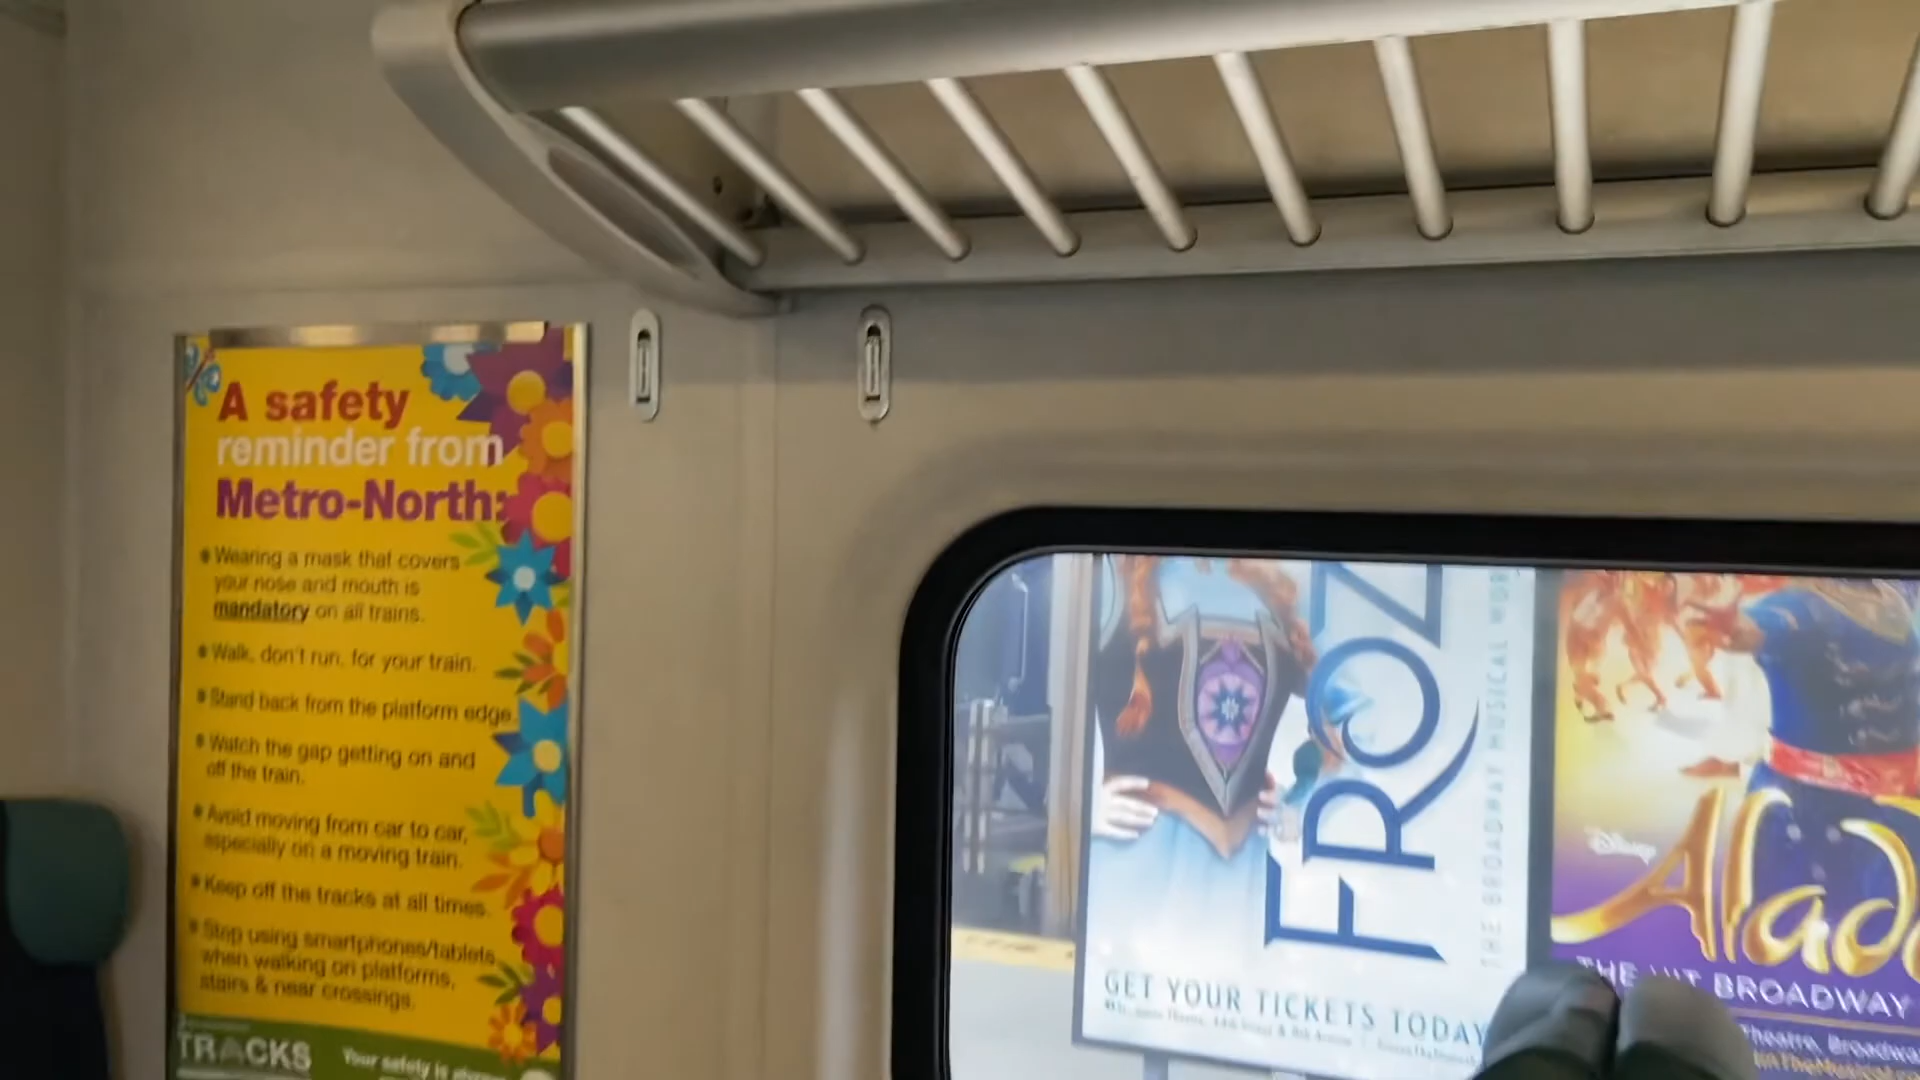 A safety
reminder from
Metro-North:
Wearing a mask that covers
your nose and mouth is
mandatory on all trains.
Walk, don't run, for your train.
Stand back from the platform edge.
Watch the gap getting on and
off the train.
Avoid moving from car to car,
especially on a moving train.
Keep off the tracks at all times.
Stop using smartphones/tablets
when walking on platforms,
stairs & near crossings.
TRACKS
Your safety is
FROZ
THE BROADWAY MUSICAL
GET YOUR TICKETS TODAY
Disney
Alad
THE HIT BROADWAY
Theatre, Broadway